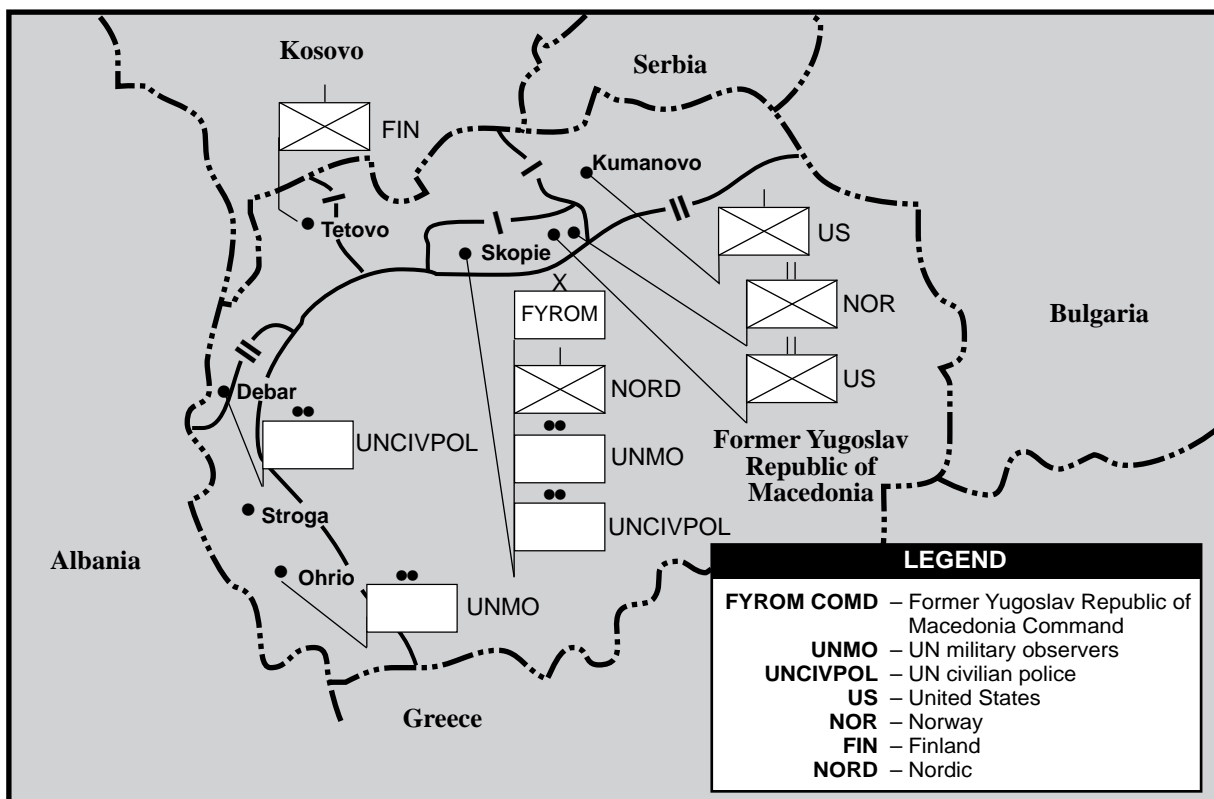 Kosovo
Serbia
FIN
Kumanovo
Tetovo
US
Skopie
X
FYROM
NOR
Bulgaria
Debar
NORD
US
UNCIVPOL
UNMO
Former Yugoslav
Republic of
Macedonia
Stroga
UNCIVPOL
Albania
Ohrio
UNMO
Greece
LEGEND
FYROM COMD – Former Yugoslav Republic of
Macedonia Command
UNMO – UN military observers
UNCIVPOL – UN civilian police
US – United States
NOR – Norway
FIN – Finland
NORD – Nordic